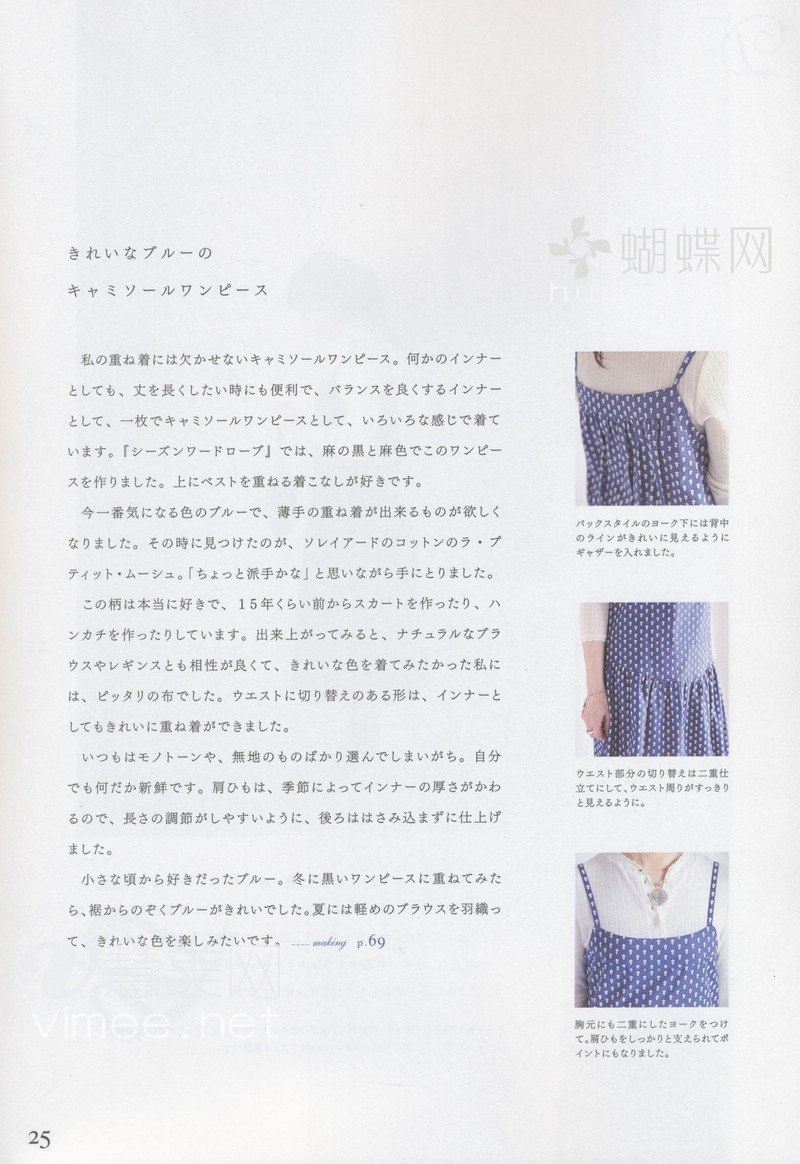 きれいなブルーの
キャミソールワンピース
私の重ね着には欠かせないキャミソールワンピース。何かのインナー
としても、丈を長くしたい時にも便利で、バランスを良くするインナー
として、一枚でキャミソールワンピースとして、いろいろな感じで着て
います。『シーズンワードローブ』では、麻の黒と麻色でこのワンピー
スを作りました。上にベストを重ねる着こなしが好きです。
今一番気になる色のブルーで、薄手の重ね着が出来るものが欲しく
なりました。その時に見つけたのが、ソレイアードのコットンのラ・プ
ティット・ムーシュ。「ちょっと派手かな」と思いながら手にとりました。
この柄は本当に好きで、15年くらい前からスカートを作ったり、ハ
ンカチを作ったりしています。出来上がってみると、ナチュラルなブラ
ウスやレギンスとも相性が良くて、きれいな色を着てみたかった私に
は、ピッタリの布でした。ウエストに切り替えのある形は、インナーと
してもきれいに重ね着ができました。
いつもはモノトーンや、無地のものばかり選んでしまいがち。自分
でも何だか新鮮です。肩ひもは、季節によってインナーの厚さがかわ
るので、長さの調節がしやすいように、後ろははさみ込まずに仕上げ
ました。
小さな頃から好きだったブルー。冬に黒いワンピースに重ねてみた
ら、裾からのぞくブルーがきれいでした。夏には軽めのブラウスを羽織っ
て、きれいな色を楽しみたいです。 ---- making p.69
バックスタイルのヨーク下には背中
のラインがきれいに見えるように
ギャザーを入れました。
ウエスト部分の切り替えは二重仕
立てにして、ウエスト周りがすっきり
と見えるように。
胸元にも二重にしたヨークをつけ
て。肩ひもをしっかりと支えられてポ
イントにもなりました。
蝴蝶网
vimee.net
25